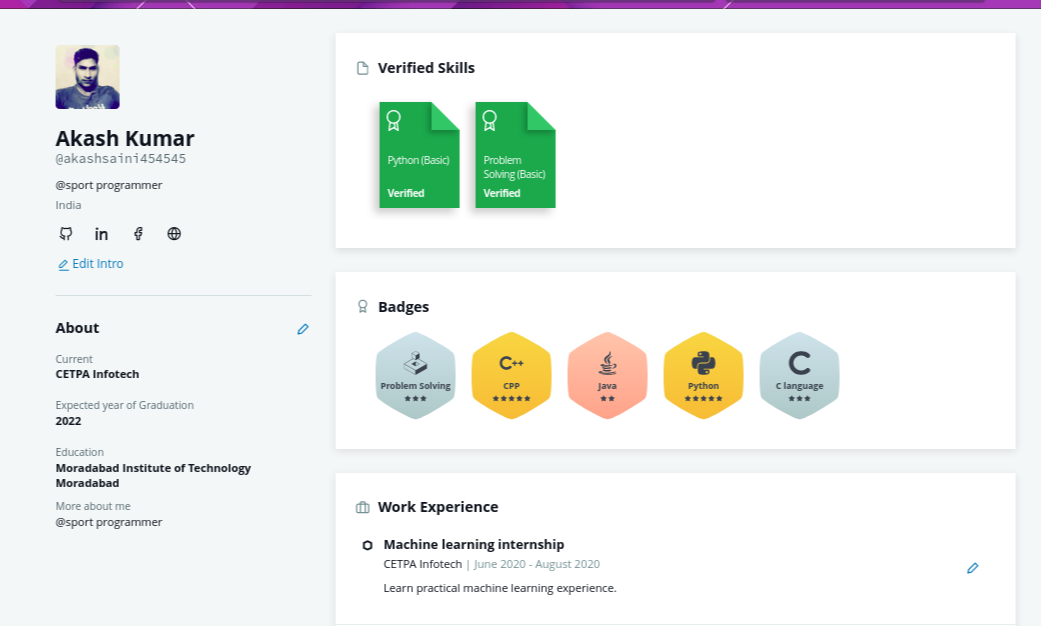 Akash Kumar
@akashsaini454545
@sport programmer
India
in
Edit Intro
About
Current
CETPA Infotech
Expected year of Graduation
2022
Education
Moradabad Institute of Technology
Moradabad
More about me
@sport programmer
Verified Skills
Python (Basic)
Verified
Problem
Solving (Basic)
Verified
Badges
Problem Solving
C++
CPP
Java
Python
C
C language
Work Experience
Machine learning internship
CETPA Infotech | June 2020 - August 2020
Learn practical machine learning experience.